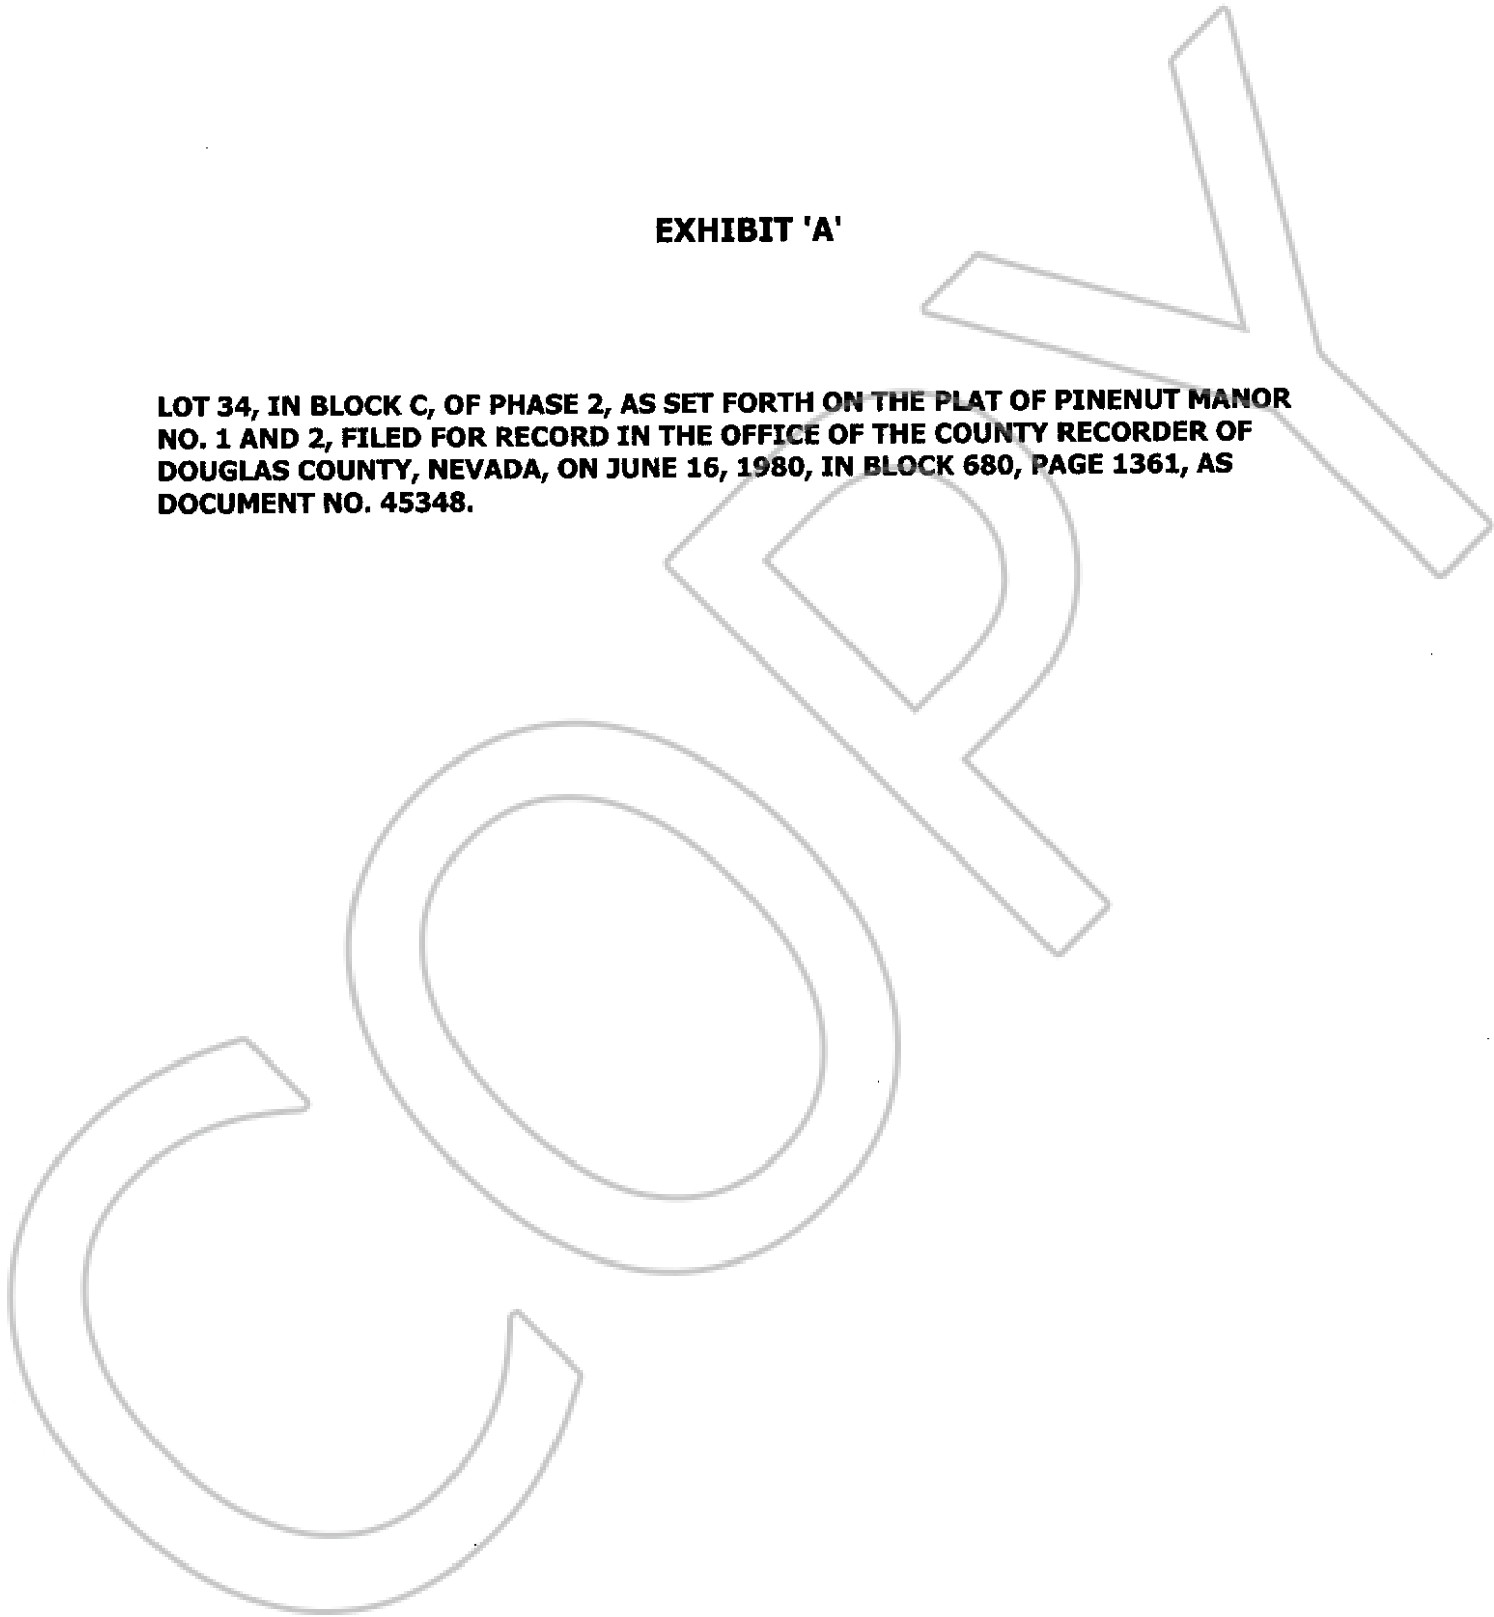 EXHIBIT 'A'
LOT 34, IN BLOCK C, OF PHASE 2, AS SET FORTH ON THE PLAT OF PINENUT MANOR
NO. 1 AND 2, FILED FOR RECORD IN THE OFFICE OF THE COUNTY RECORDER OF
DOUGLAS COUNTY, NEVADA, ON JUNE 16, 1980, IN BLOCK 680, PAGE 1361, AS
DOCUMENT NO. 45348.
COPY